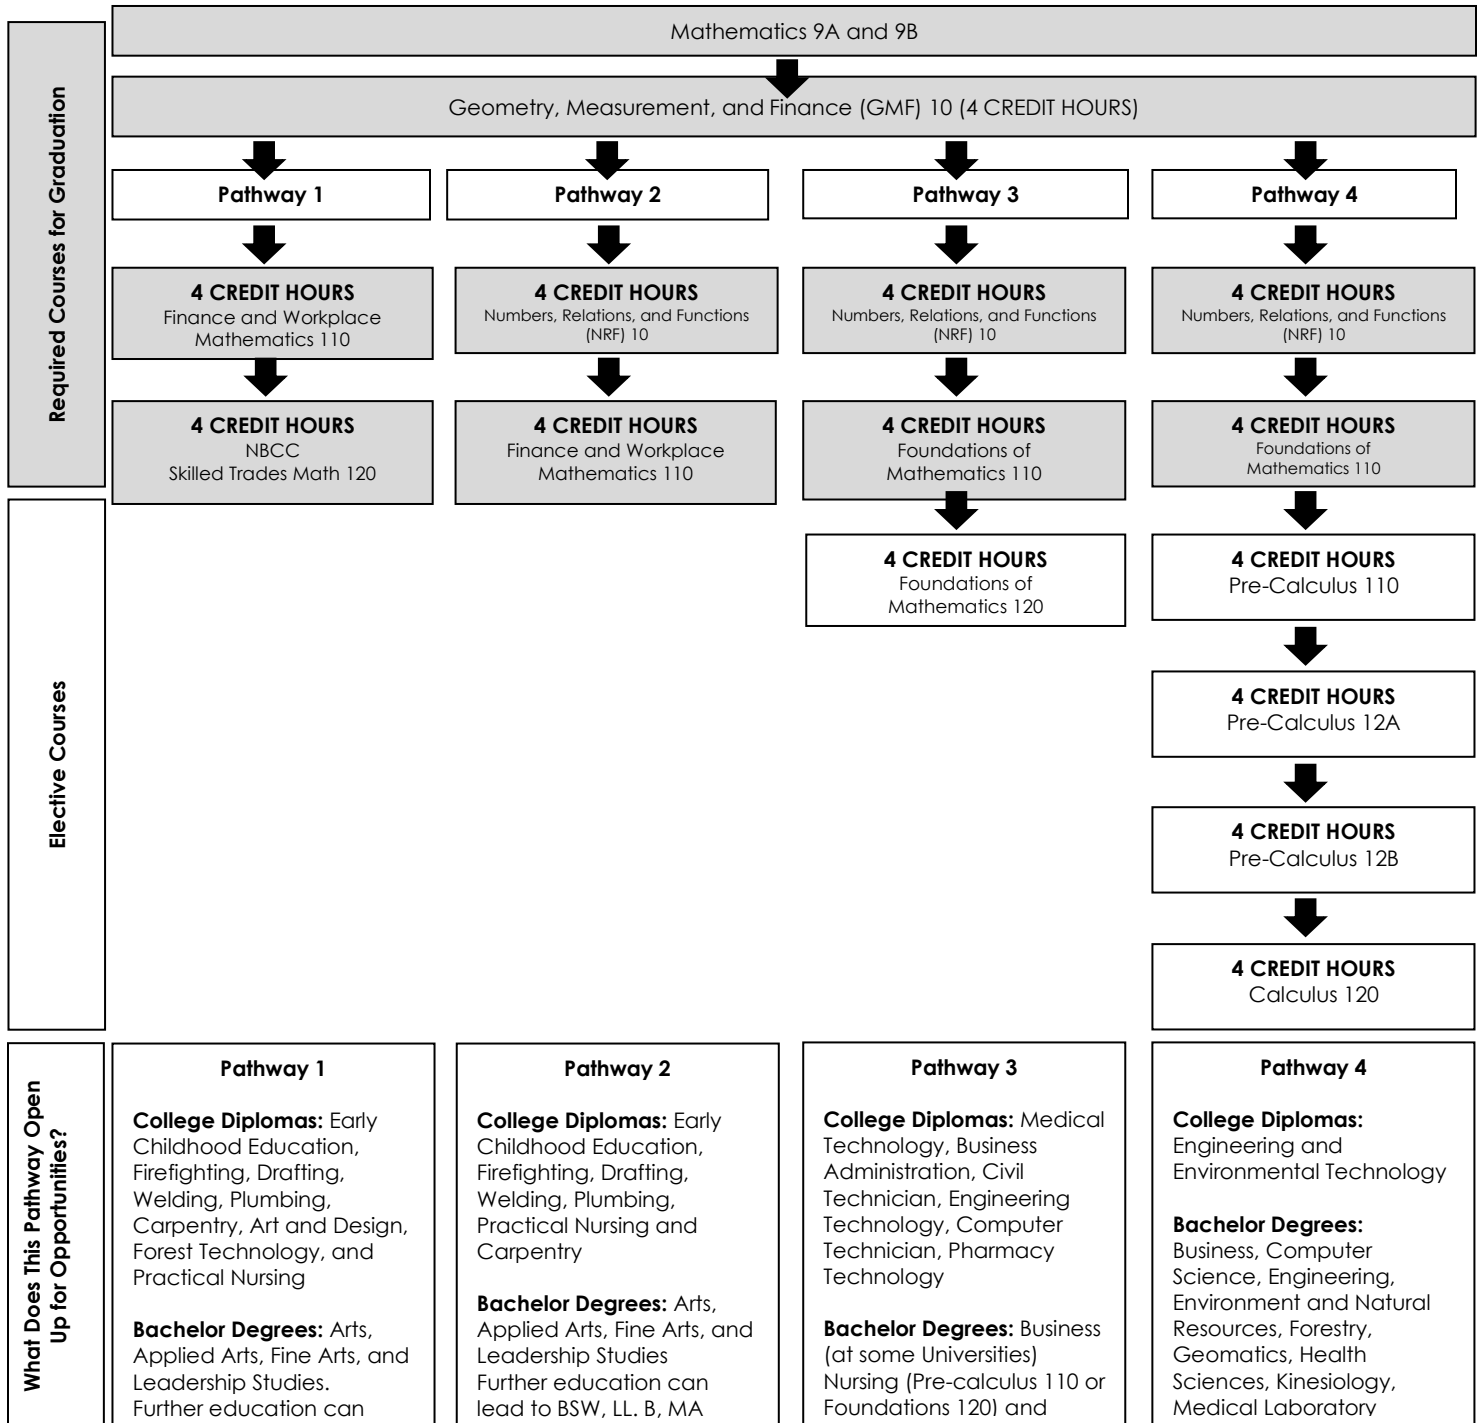 Mathematics 9A and 9B
Geometry, Measurement, and Finance (GMF) 10 (4 CREDIT HOURS)
Required Courses for Graduation
Pathway 1
Pathway 2
Pathway 3
Pathway 4
4 CREDIT HOURS
Finance and Workplace
Mathematics 110
4 CREDIT HOURS
Numbers, Relations, and Functions
(NRF) 10
4 CREDIT HOURS
Numbers, Relations, and Functions
(NRF) 10
4 CREDIT HOURS
Numbers, Relations, and Functions
(NRF) 10
4 CREDIT HOURS
NBCC
Skilled Trades Math 120
4 CREDIT HOURS
Finance and Workplace
Mathematics 110
4 CREDIT HOURS
Foundations of
Mathematics 110
4 CREDIT HOURS
Foundations of
Mathematics 110
Elective Courses
4 CREDIT HOURS
Foundations of
Mathematics 120
4 CREDIT HOURS
Pre-Calculus 110
4 CREDIT HOURS
Pre-Calculus 12A
4 CREDIT HOURS
Pre-Calculus 12B
4 CREDIT HOURS
Calculus 120
What Does This Pathway Open
Up for Opportunities?
Pathway 1
College Diplomas: Early
Childhood Education,
Firefighting, Drafting,
Welding, Plumbing,
Carpentry, Art and Design,
Forest Technology, and
Practical Nursing
Bachelor Degrees: Arts,
Applied Arts, Fine Arts, and
Leadership Studies.
Further education can
Pathway 2
College Diplomas: Early
Childhood Education,
Firefighting, Drafting,
Welding, Plumbing,
Practical Nursing and
Carpentry
Bachelor Degrees: Arts,
Applied Arts, Fine Arts, and
Leadership Studies
Further education can
lead to BSW, LL. B, MA
Pathway 3
College Diplomas: Medical
Technology, Business
Administration, Civil
Technician, Engineering
Technology, Computer
Technician, Pharmacy
Technology
Bachelor Degrees: Business
(at some Universities)
Nursing (Pre-calculus 110 or
Foundations 120) and
Pathway 4
College Diplomas:
Engineering and
Environmental Technology
Bachelor Degrees:
Business, Computer
Science, Engineering,
Environment and Natural
Resources, Forestry,
Geomatics, Health
Sciences, Kinesiology,
Medical Laboratory